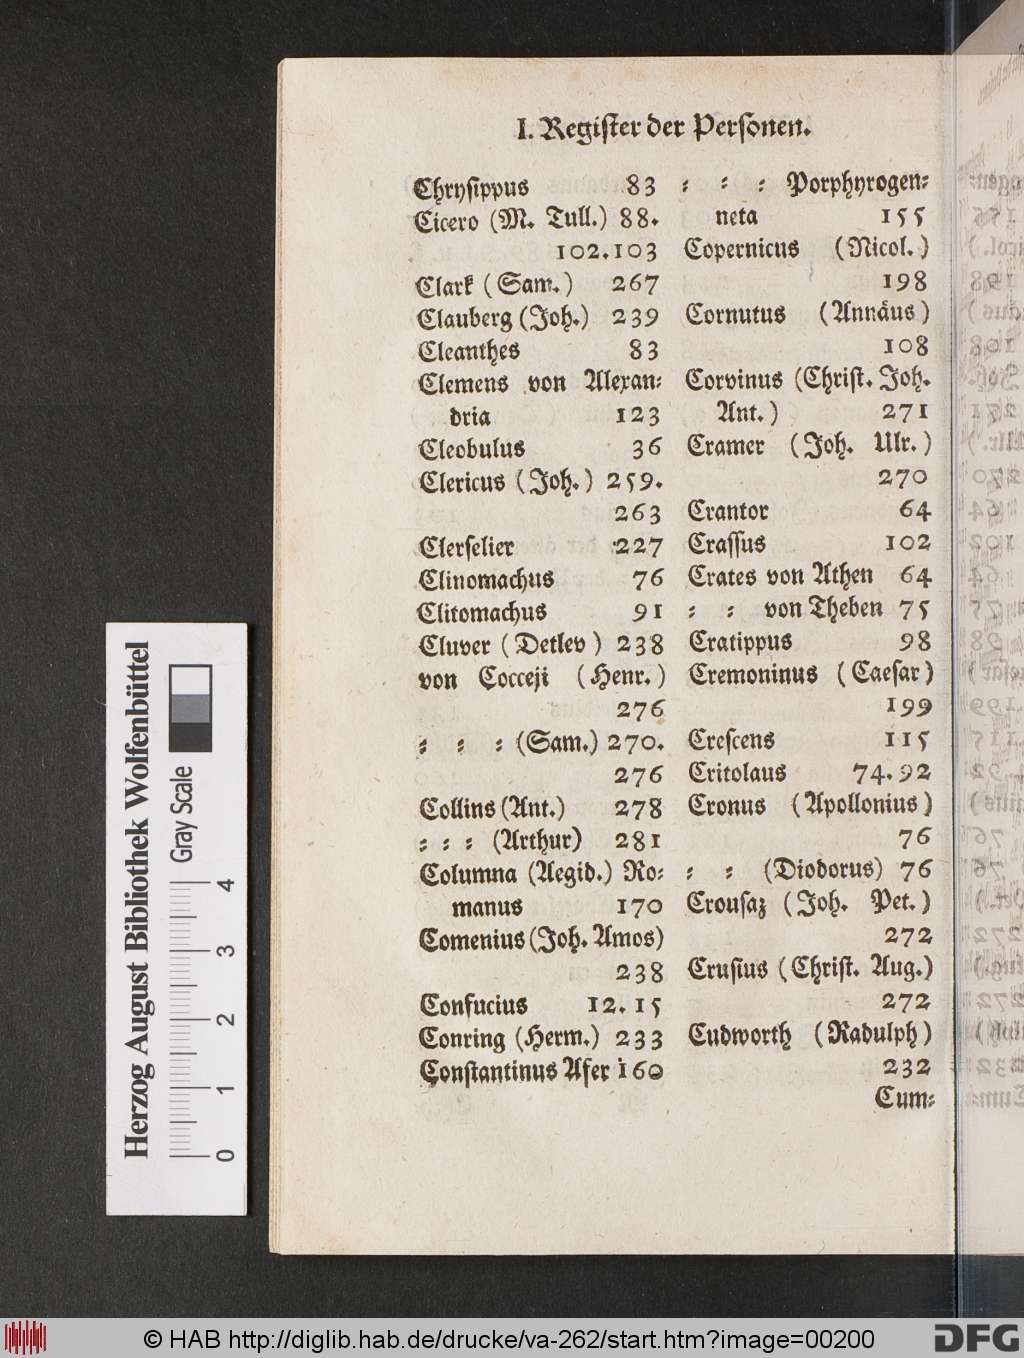 I. Register der Personen.
Chrysippus 83
Cicero (M. Tull.) 88.
102. 103
Clark (Sam.) 267
Clauberg (Joh.) 239
Cleanthes 83
Clemens von Alexan⸗
dria 123
Cleobulus 36
Clericus (Joh.) 259.
263
Clerselier 227
Clinomachus 76
Clitomachus 91
Cluver (Detlev) 238
von Cocceji (Henr.)
276
⸗ ⸗ ⸗ (Sam.) 270.
276
Collins (Ant.) 278
⸗ ⸗ ⸗ (Arthur) 281
Columna (Aegid.) Ro⸗
manus 170
Comenius (Joh. Amos)
238
Confucius 12. 15
Conring (Herm.) 233
Constantinus Afer 160
⸗ ⸗ ⸗ Porphyrogen⸗
neta 155
Copernicus (Nicol.)
198
Cornutus (Annäus)
108
Corvinus (Christ. Joh.
Ant.) 271
Cramer (Joh. Ulr.)
270
Crantor 64
Crassus 102
Crates von Athen 64
⸗ ⸗ von Theben 75
Cratippus 98
Cremoninus (Caesar)
199
Crescens 115
Critolaus 74. 92
Cronus (Apollonius)
76
⸗ ⸗ (Diodorus) 76
Crousaz (Joh. Pet.)
272
Crusius (Christ. Aug.)
272
Cudworth (Radulph)
232
Cum⸗
Herzog August Bibliothek Wolfenbüttel
Gray Scale
0 1 2 3 4
© HAB http://diglib.hab.de/drucke/va-262/start.htm?image=00200
DFG